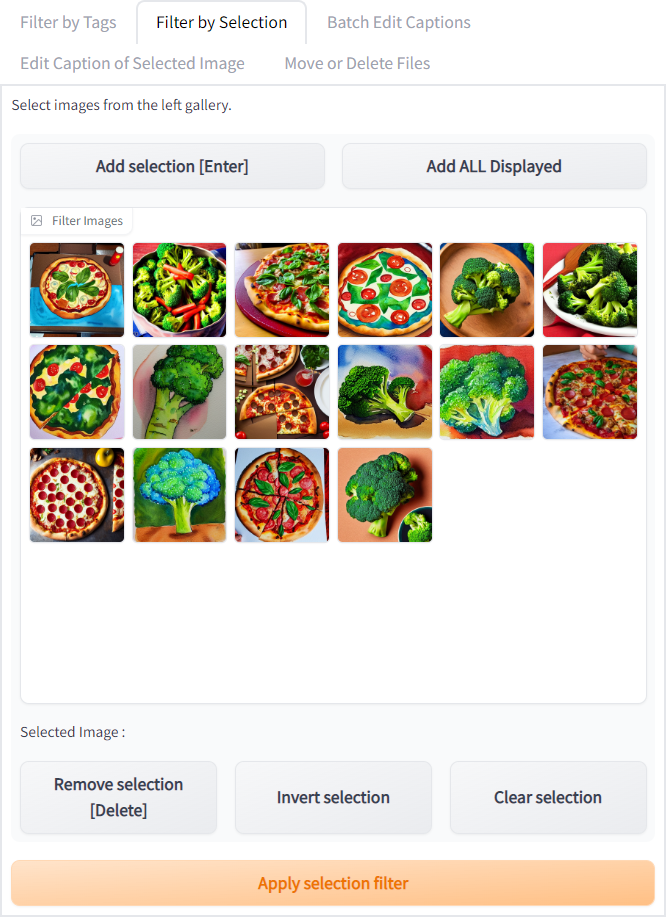 Filter by Tags
Filter by Selection
Batch Edit Captions
Edit Caption of Selected Image
Move or Delete Files
Select images from the left gallery.
Add selection [Enter]
Add ALL Displayed
Filter Images
Selected Image :
Remove selection
[Delete]
Invert selection
Clear selection
Apply selection filter